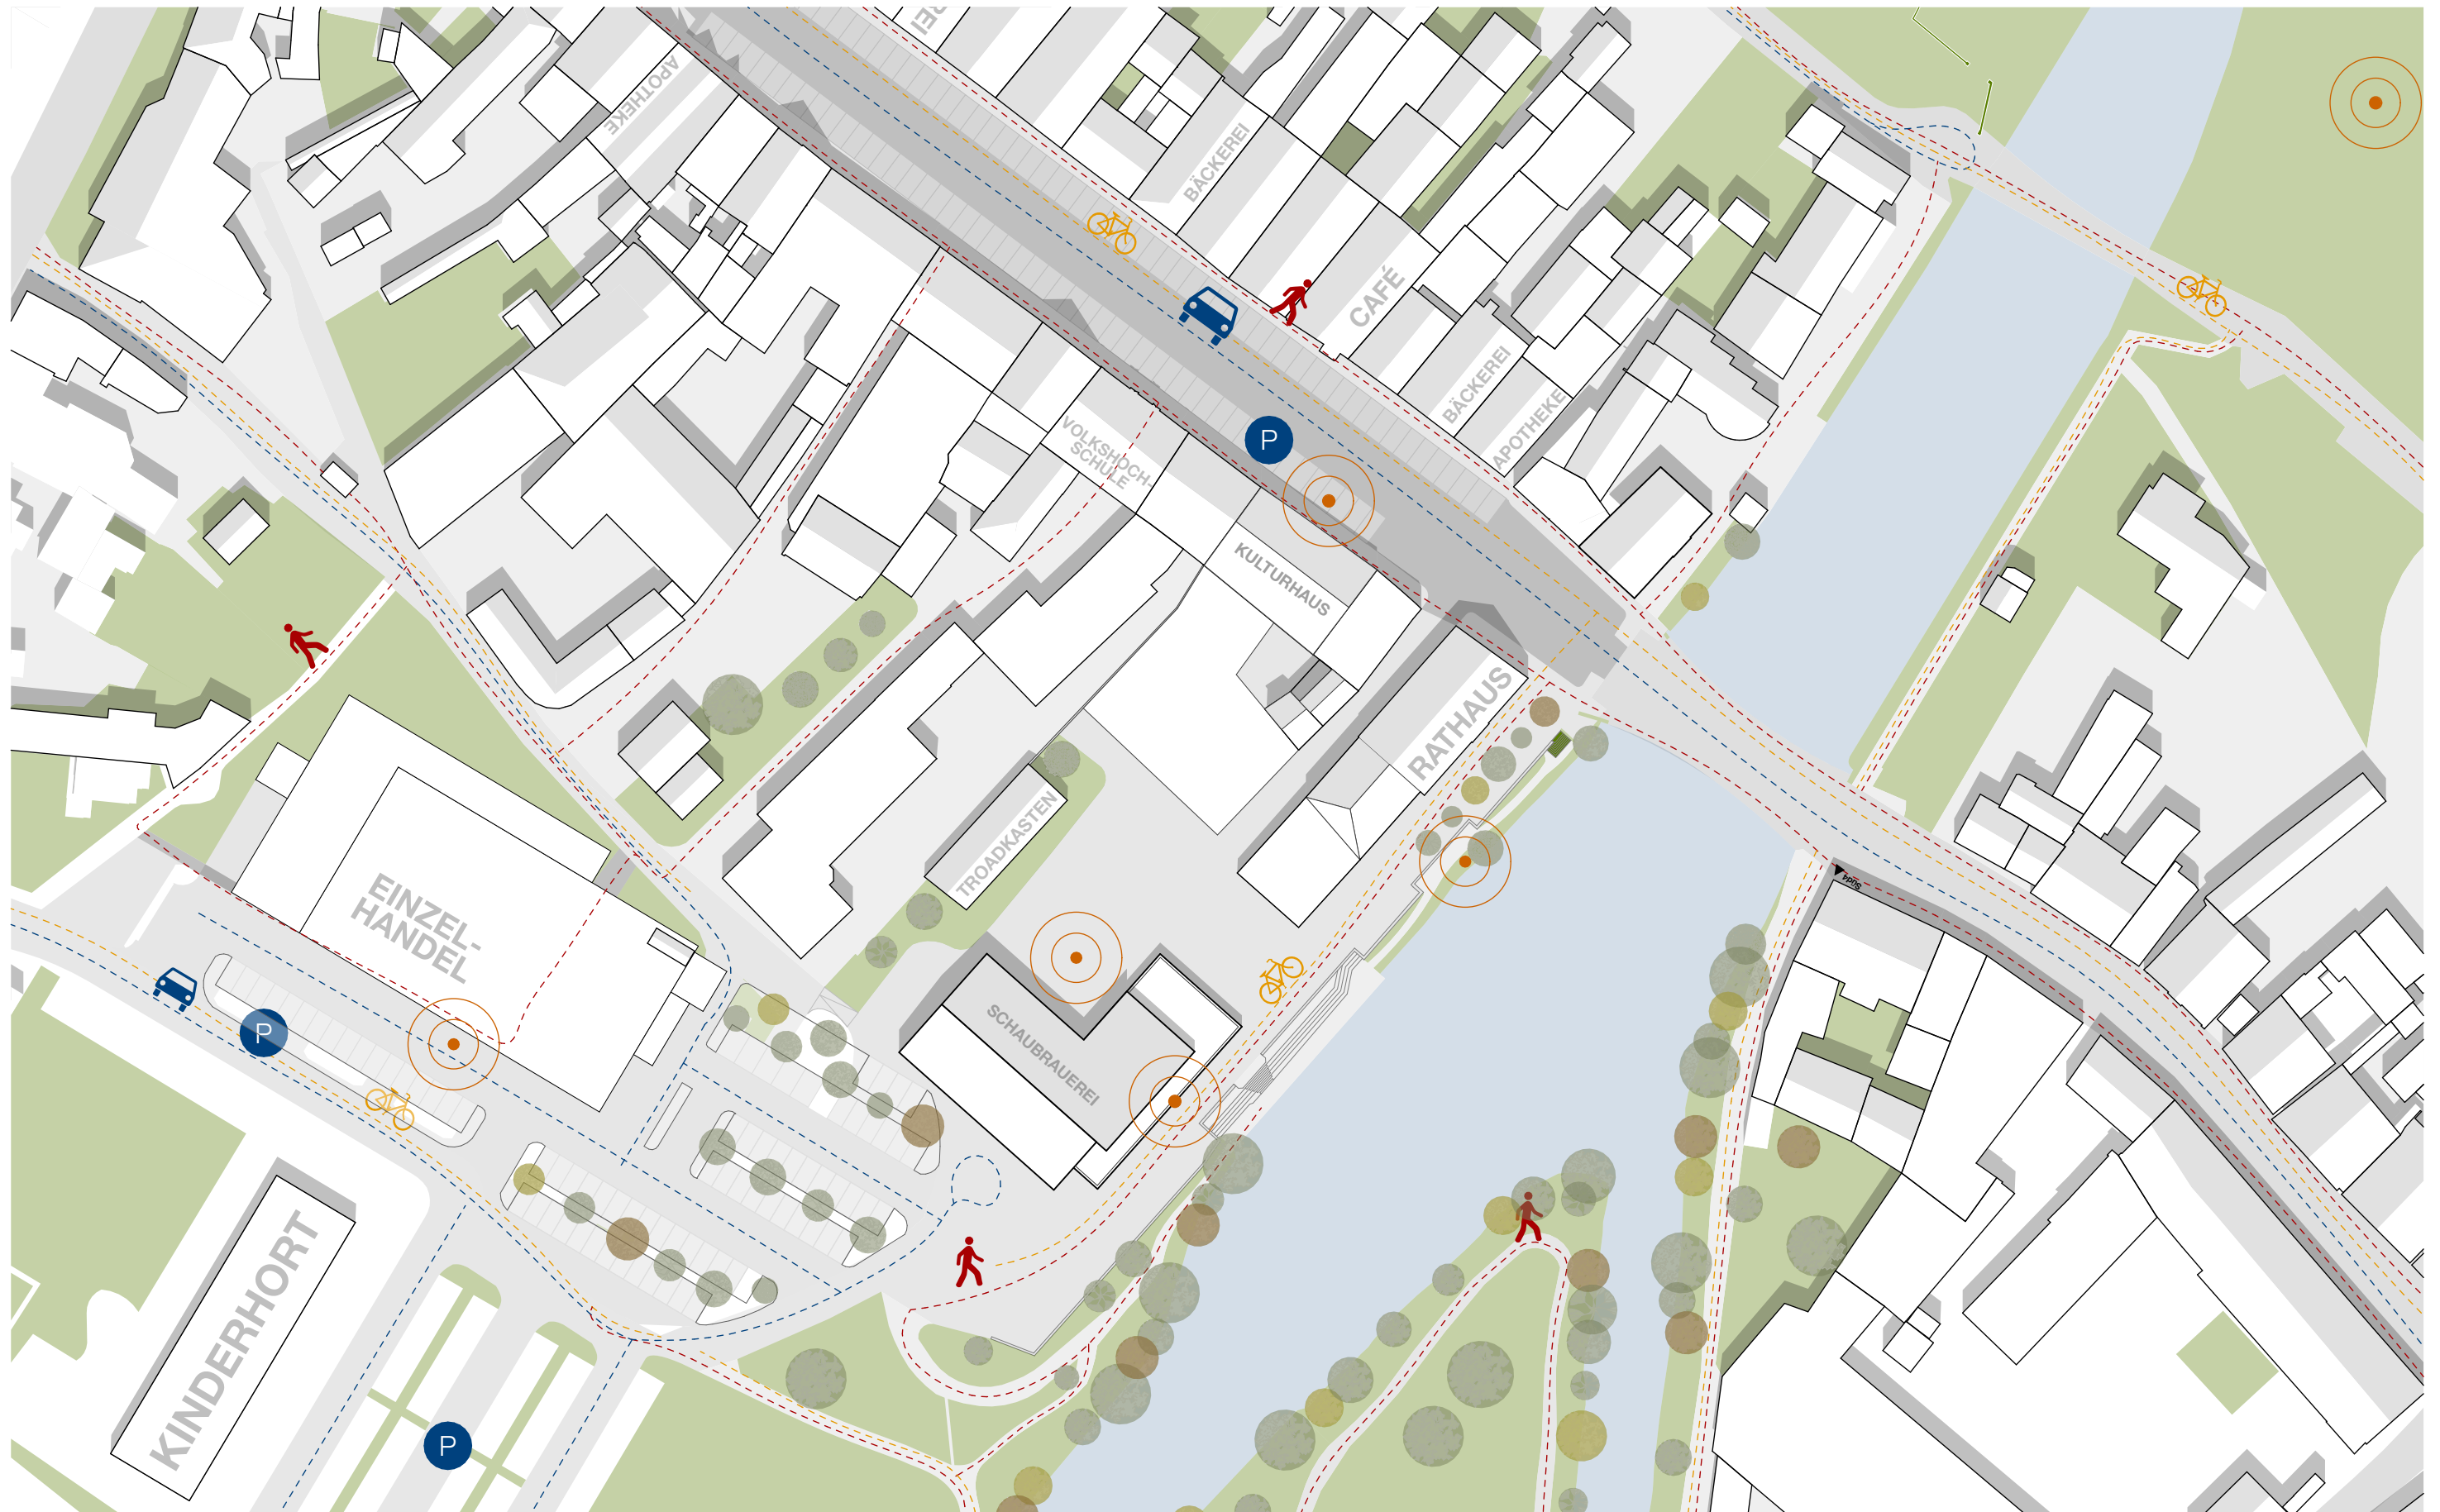 APOTHEKE
BÄCKEREI
CAFÉ
BÄCKEREI
APOTHEKE
VOLKSHOCH-
SCHULE
P
KULTURHAUS
RATHAUS
TROADKASTEN
EINZEL-
HANDEL
SCHAUBRAUEREI
P
KINDERHORT
P